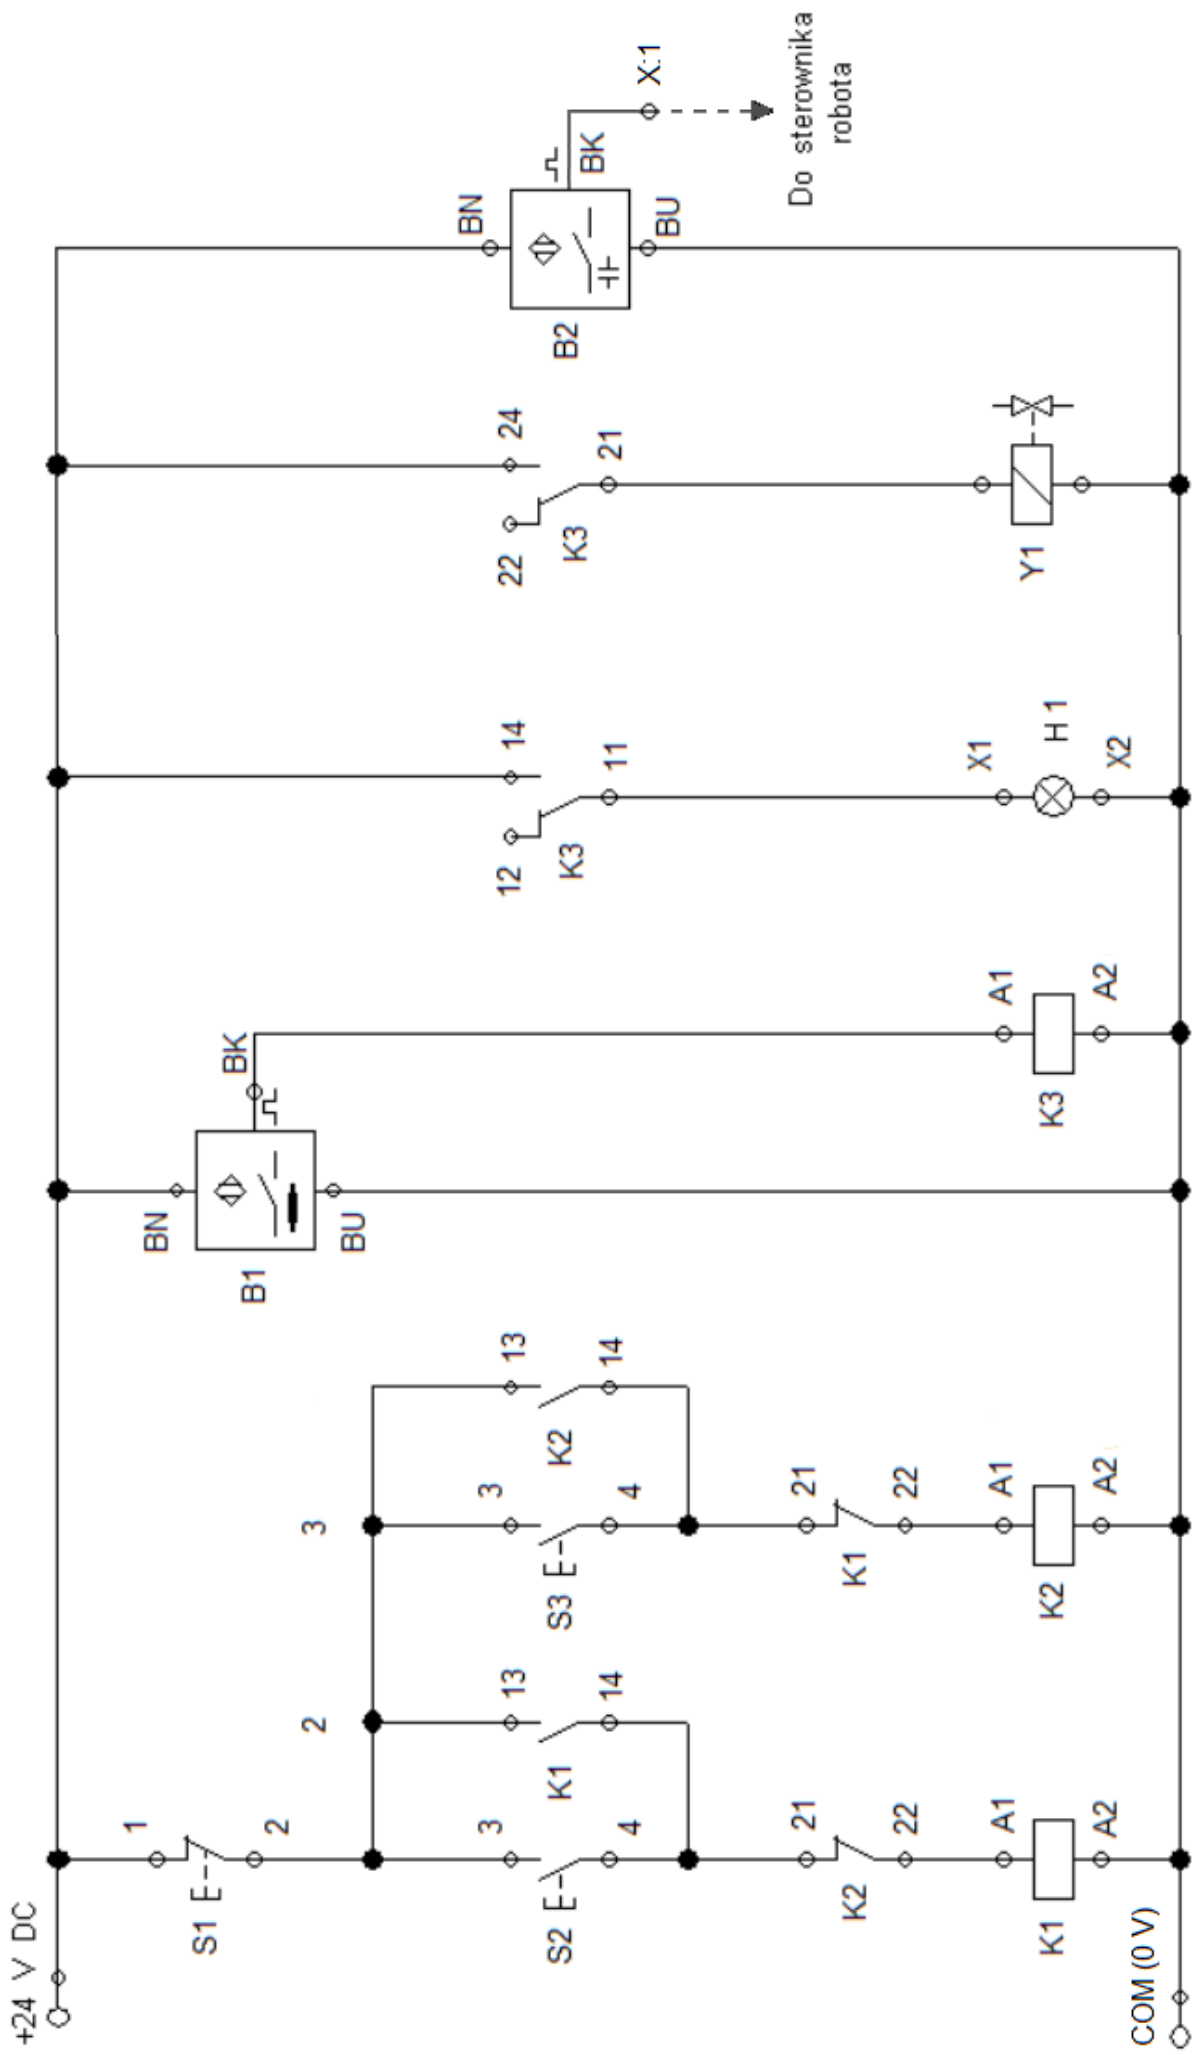 +24 V DC
1
S1
2
2
3
3
S2
4
13
K1
14
3
S3
4
13
K2
14
21
K2
22
21
K1
22
A1
K1
A2
A1
K2
A2
BN
B1
BU
BK
A1
K3
A2
12
14
K3
11
X1
H 1
X2
22
24
K3
21
Y1
BN
B2
BU
BK
X:1
Do sterownika
robota
COM (0 V)